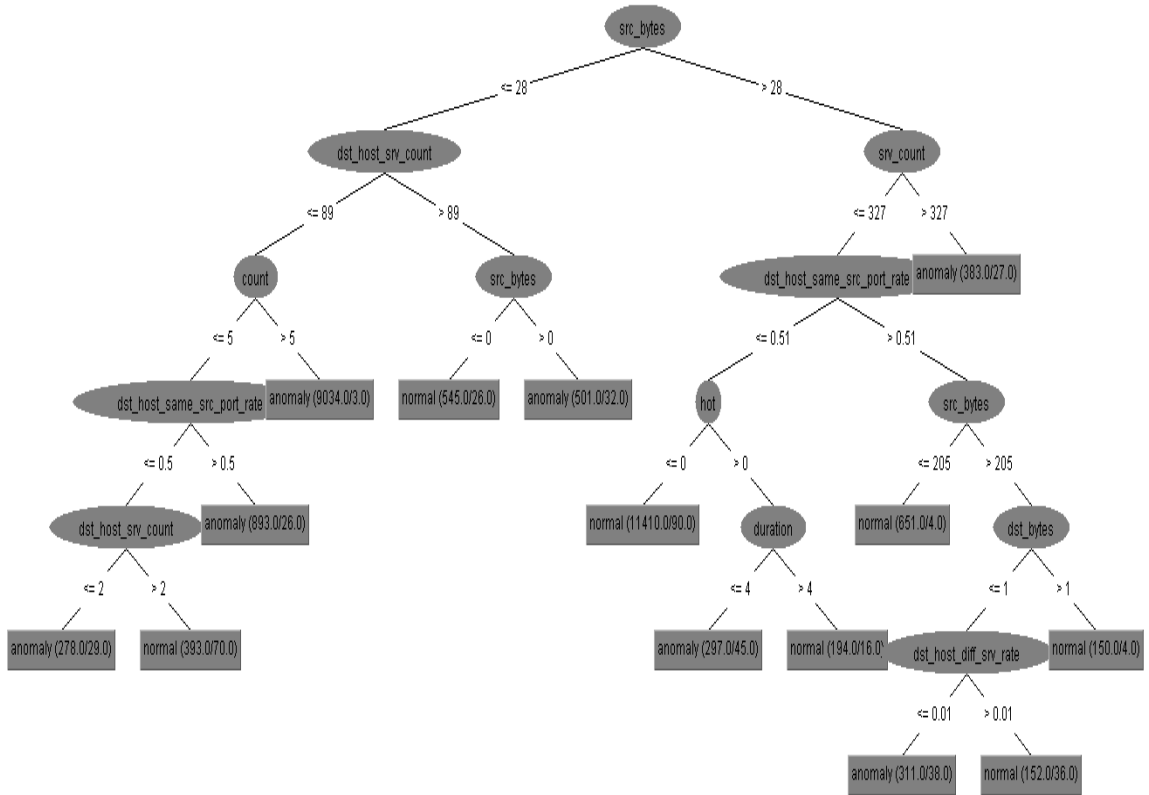 src_bytes
<= 28
> 28
dst_host_srv_count
srv_count
<= 89
> 89
<= 327
> 327
count
src_bytes
dst_host_same_src_port_rate
anomaly (383.0/27.0)
<= 5
> 5
<= 0
> 0
<= 0.51
> 0.51
dst_host_same_src_port_rate
anomaly (9034.0/3.0)
normal (545.0/26.0)
anomaly (501.0/32.0)
hot
src_bytes
<= 0.5
> 0.5
<= 0
> 0
<= 205
> 205
dst_host_srv_count
anomaly (893.0/26.0)
normal (11410.0/90.0)
duration
normal (651.0/4.0)
dst_bytes
<= 2
> 2
<= 4
> 4
<= 1
> 1
anomaly (278.0/29.0)
normal (393.0/70.0)
anomaly (297.0/45.0)
normal (194.0/16.0)
dst_host_diff_srv_rate
normal (150.0/4.0)
<= 0.01
> 0.01
anomaly (311.0/38.0)
normal (152.0/36.0)